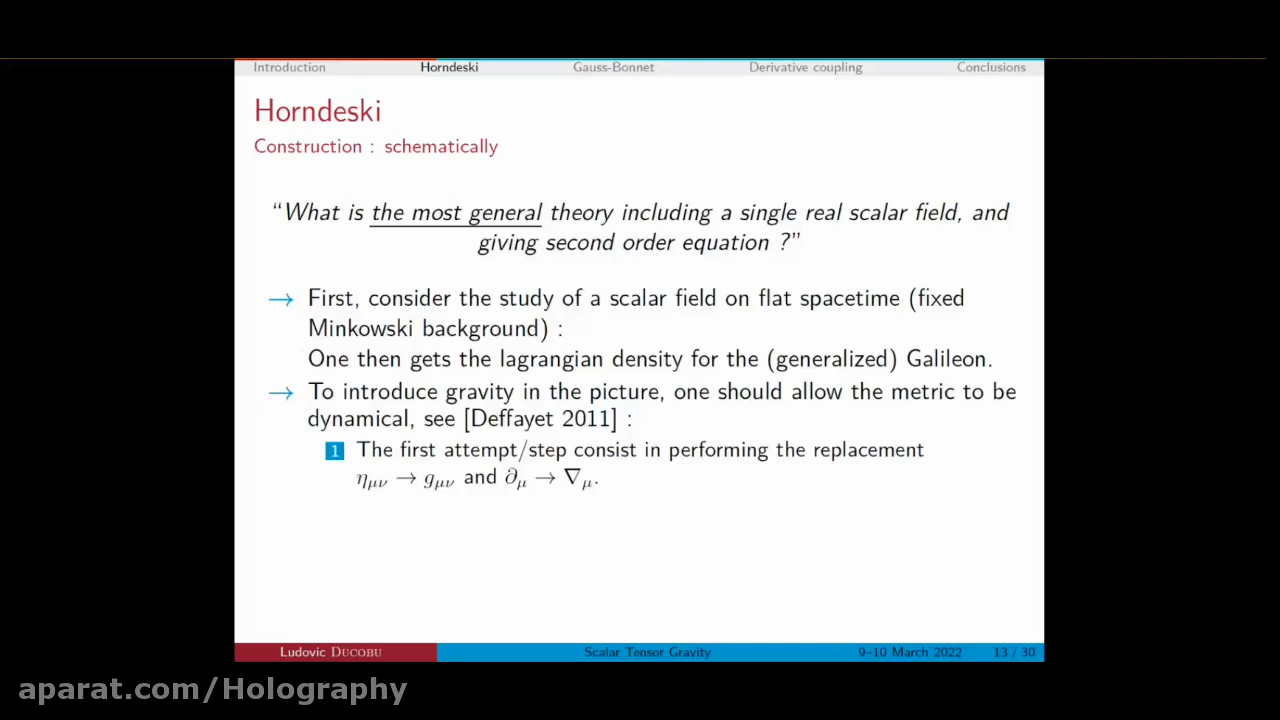 Introduction Horndeski Gauss-Bonnet Derivative coupling Conclusions
Horndeski
Construction : schematically
“What is the most general theory including a single real scalar field, and
giving second order equation ?”
→ First, consider the study of a scalar field on flat spacetime (fixed
Minkowski background) :
One then gets the lagrangian density for the (generalized) Galileon.
→ To introduce gravity in the picture, one should allow the metric to be
dynamical, see [Deffayet 2011] :
1 The first attempt/step consist in performing the replacement
ημν → gμν and ∂μ → ∇μ.
Ludovic DUCOBU Scalar Tensor Gravity 9–10 March 2022 13 / 30
aparat.com/Holography